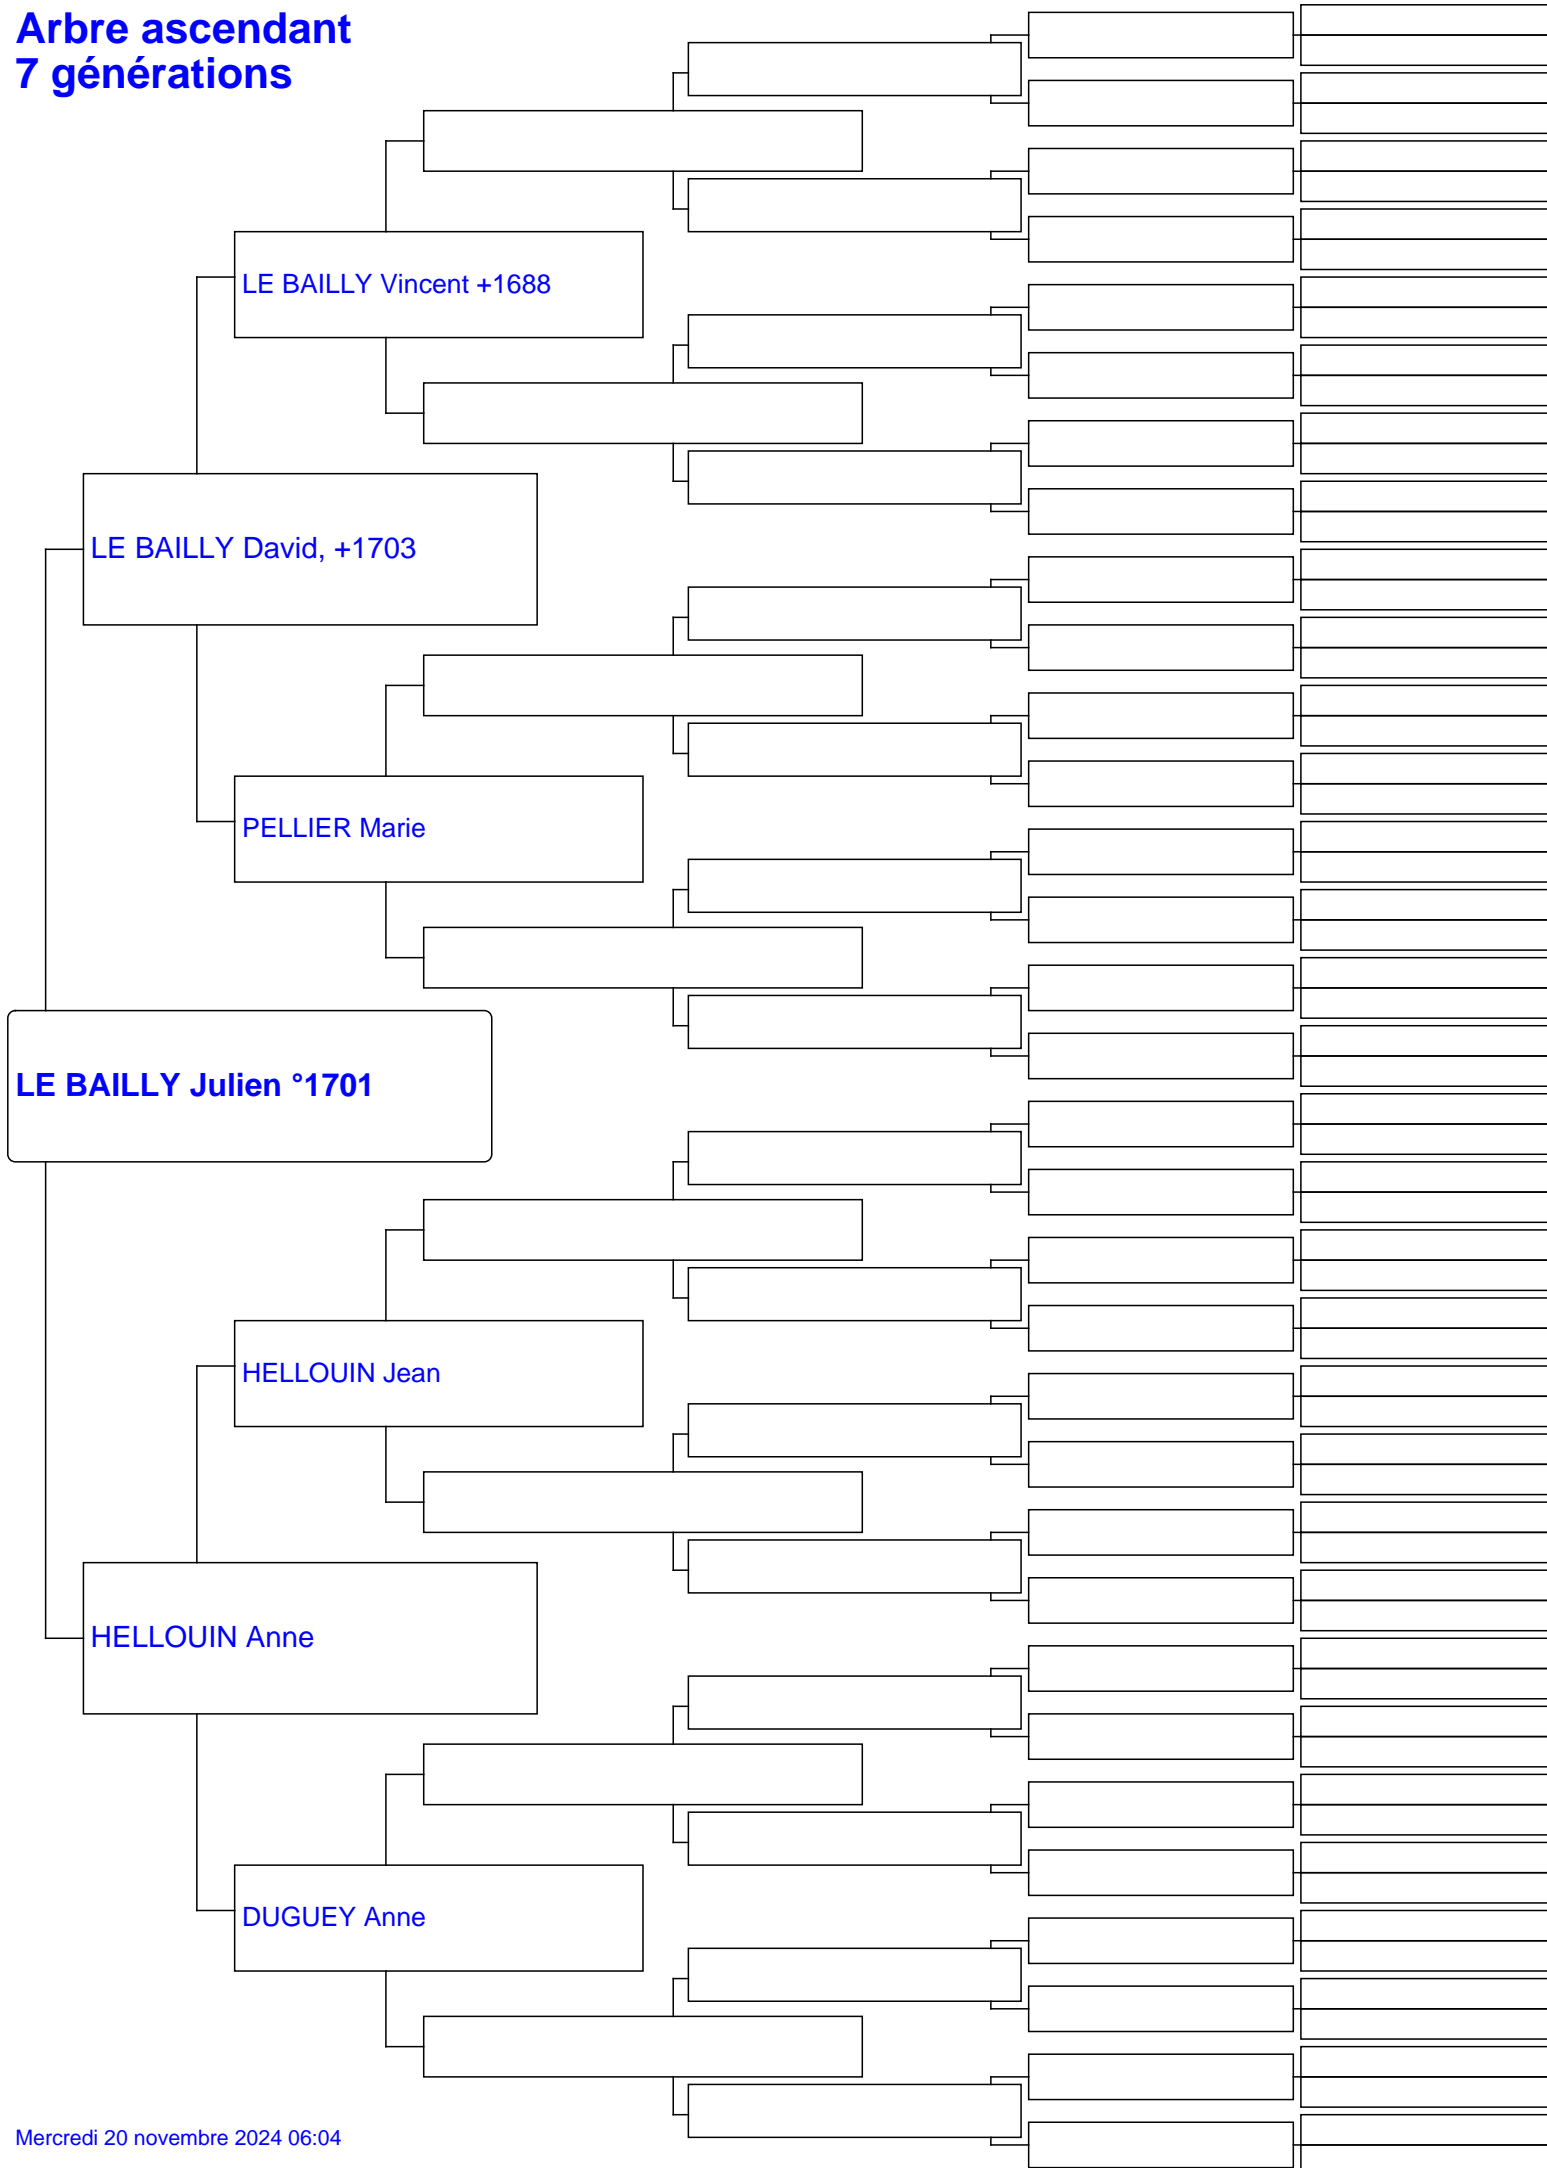 Arbre ascendant
7 générations
LE BAILLY Vincent +1688
LE BAILLY David, +1703
PELLIER Marie
LE BAILLY Julien °1701
HELLOUIN Jean
HELLOUIN Anne
DUGUEY Anne
Mercredi 20 novembre 2024 06:04